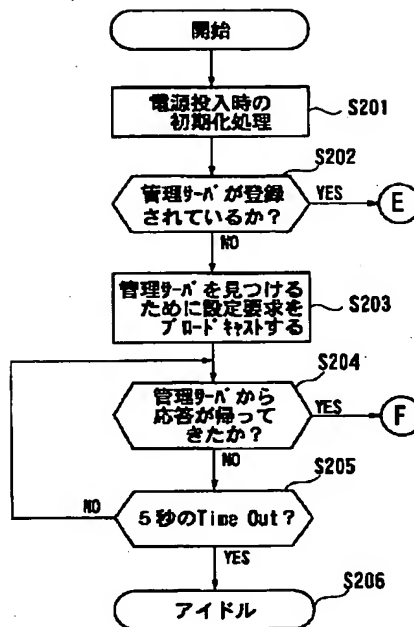 開始
電源投入時の
初期化処理
S201
S202
管理サーバが登録
されているか?
YES
E
NO
管理サーバを見つける
ために設定要求を
ブロードキャストする
S203
S204
管理サーバから
応答が帰って
きたか?
YES
F
NO
S205
5秒のTime Out?
NO
YES
S206
アイドル